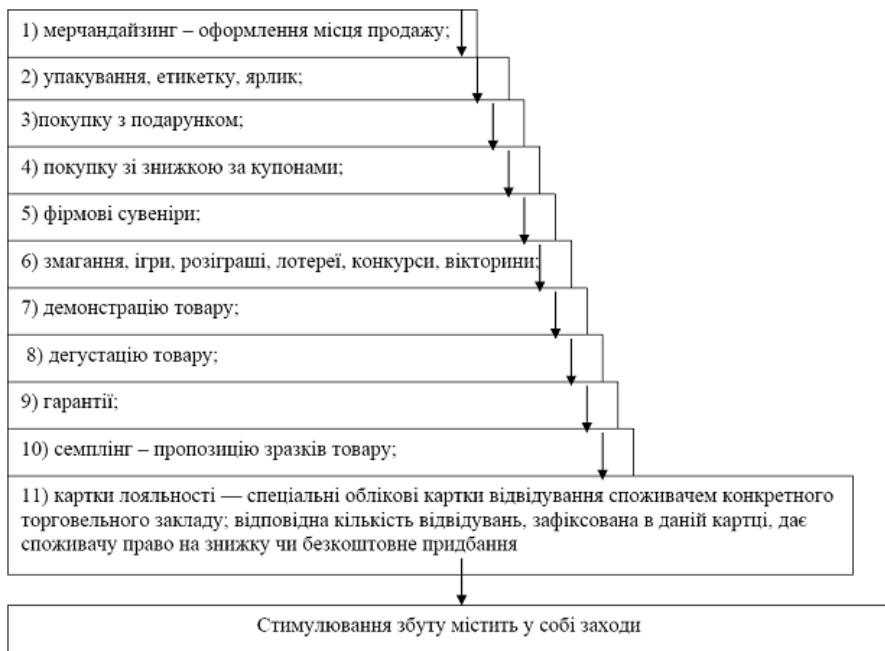 1) мерчандайзинг – оформлення місця продажу;
2) упакування, етикетку, ярлик;
3)покупку з подарунком;
4) покупку зі знижкою за купонами;
5) фірмові сувеніри;
6) змагання, ігри, розіграші, лотереї, конкурси, вікторини;
7) демонстрацію товару;
8) дегустацію товару;
9) гарантії;
10) семплінг – пропозицію зразків товару;
11) картки лояльності — спеціальні облікові картки відвідування споживачем конкретного
торговельного закладу; відповідна кількість відвідувань, зафіксована в даній картці, дає
споживачу право на знижку чи безкоштовне придбання
Стимулювання збуту містить у собі заходи